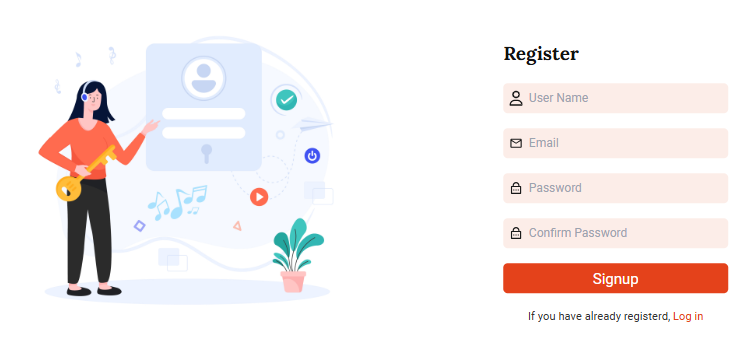 Register
User Name
Email
Password
Confirm Password
Signup
If you have already registerd, Log in